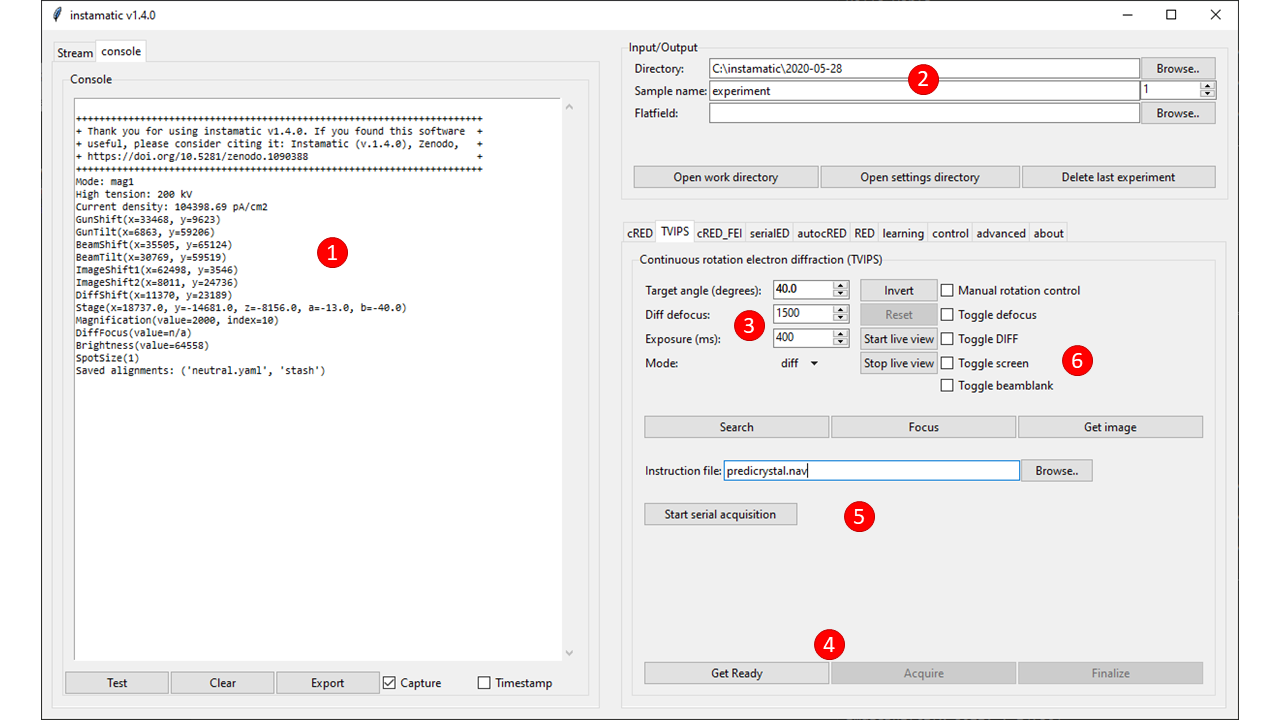 instamatic v1.4.0
Stream console
Console
++++++++++++++++++++++++++++++++++++++++++++++++++++++++++++++++++
+ Thank you for using instamatic v1.4.0. If you found this software +
+ useful, please consider citing it: Instamatic (v.1.4.0), Zenodo, +
+ https://doi.org/10.5281/zenodo.1090388 +
++++++++++++++++++++++++++++++++++++++++++++++++++++++++++++++++++
Mode: mag1
High tension: 200 kV
Current density: 104398.69 pA/cm2
GunShift(x=33468, y=9623)
GunTilt(x=6863, y=59206)
BeamShift(x=35505, y=65124)
BeamTilt(x=30769, y=59519)
ImageShift1(x=62498, y=3546)
ImageShift2(x=8011, y=24736)
DiffShift(x=11370, y=23189)
Stage(x=18737.0, y=-14681.0, z=-8156.0, a=-13.0, b=-40.0)
Magnification(value=2000, index=10)
DiffFocus(value=n/a)
Brightness(value=64558)
SpotSize(1)
Saved alignments: ('neutral.yaml', 'stash')
1
Test Clear Export Capture Timestamp
Input/Output
Directory: C:\instamatic\2020-05-28 Browse..
2
Sample name: experiment 1
Flatfield: Browse..
Open work directory Open settings directory Delete last experiment
cRED TVIPS cRED_FEI serialED autocRED RED learning control advanced about
Continuous rotation electron diffraction (TVIPS)
Target angle (degrees): 40.0 Invert Manual rotation control
Diff defocus: 1500 Reset Toggle defocus
3
Exposure (ms): 400 Start live view Toggle DIFF
Mode: diff Stop live view Toggle screen
6
Toggle beamblank
Search Focus Get image
Instruction file: predicrystal.nav Browse..
Start serial acquisition 5
4
Get Ready Acquire Finalize